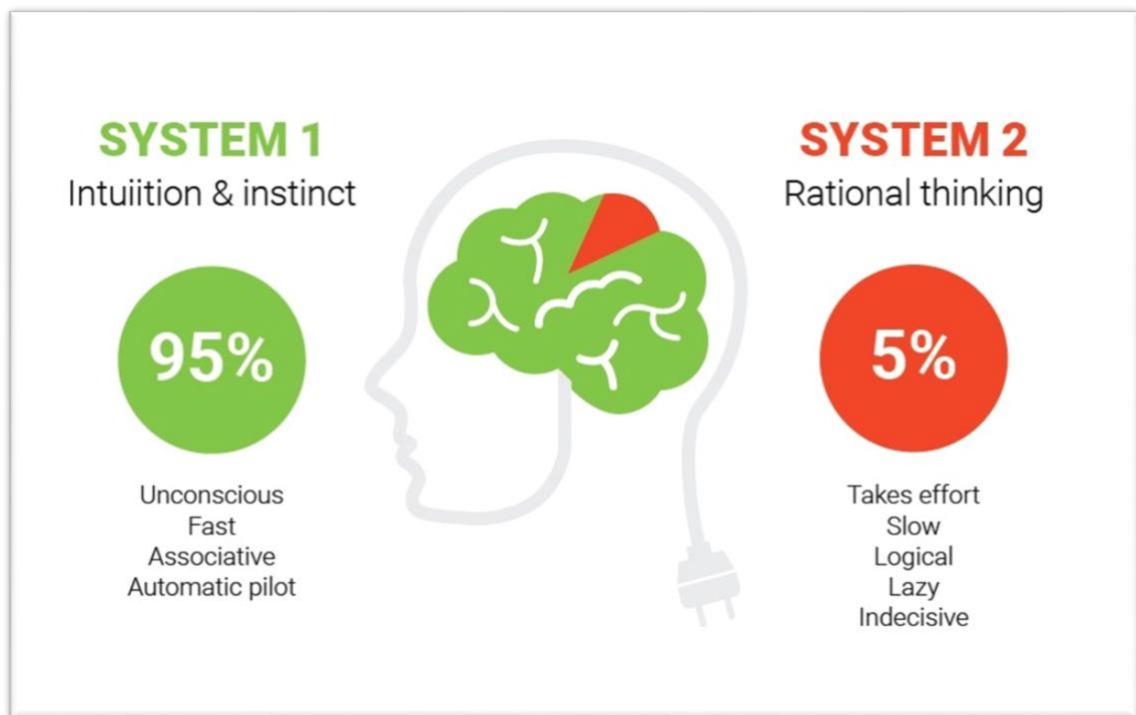 SYSTEM 1
Intuiition & instinct
95%
Unconscious
Fast
Associative
Automatic pilot
SYSTEM 2
Rational thinking
5%
Takes effort
Slow
Logical
Lazy
Indecisive